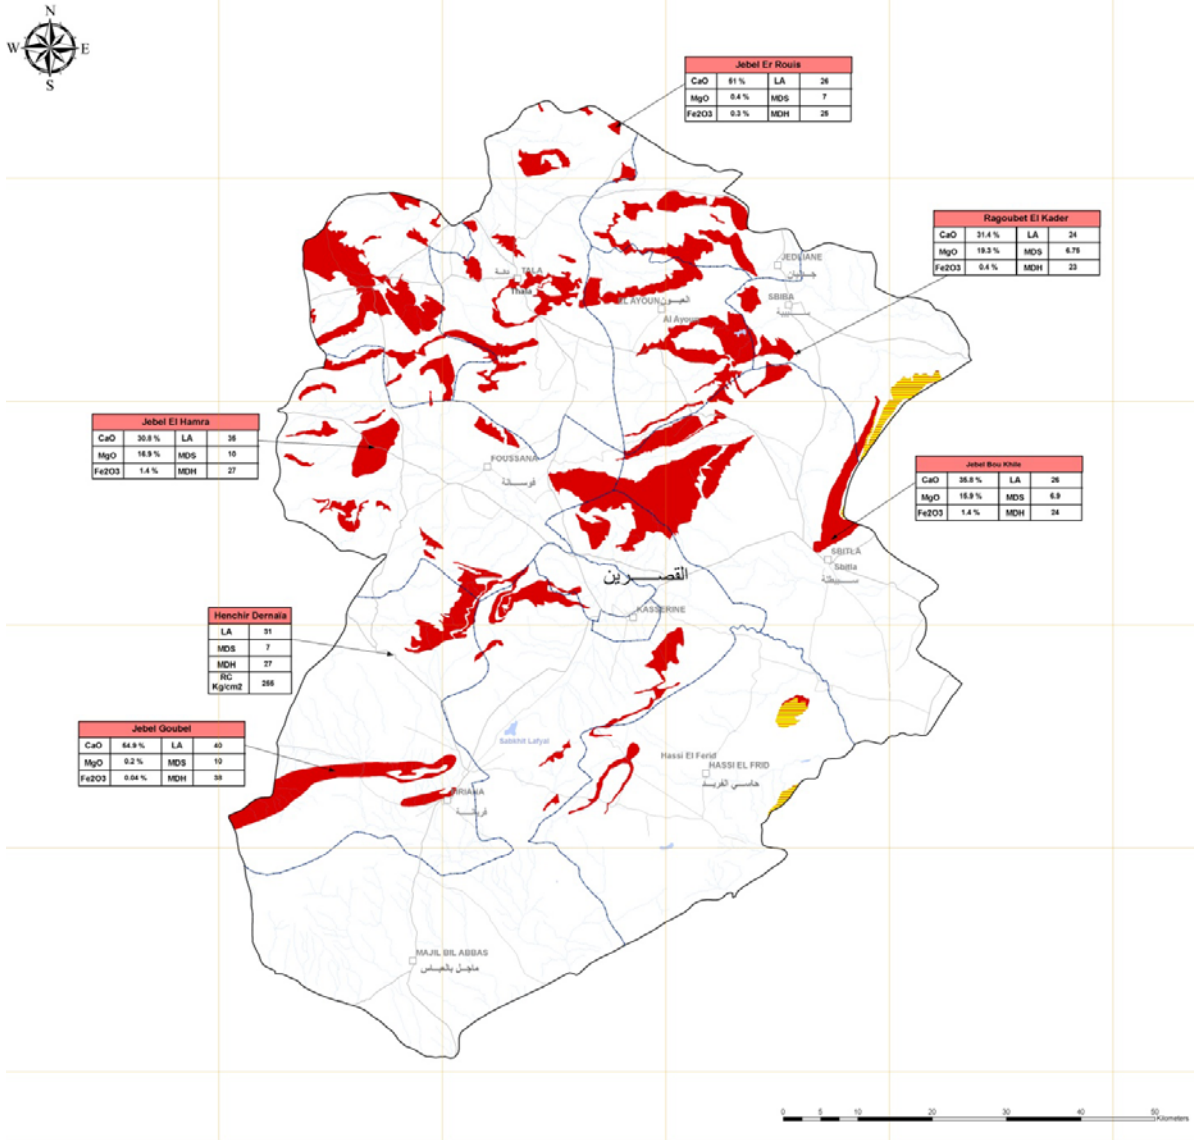 N
W E
S
Jebel Er Rouis
CaO 51 % LA 26
MgO 0.4 % MDS 7
Fe2O3 0.3 % MDH 25
Ragoubet El Kader
CaO 31.4 % LA 24
MgO 19.3 % MDS 6.75
Fe2O3 0.4 % MDH 23
JEDLIANE
جدليان
تالة TALA
Thala
SBIBA
سبيبة
EL AYOUN العيون
Al Ayoun
Jebel El Hamra
CaO 30.8 % LA 36
MgO 16.9 % MDS 10
Fe2O3 1.4 % MDH 27
FOUSSANA
فوسانة
Jebel Bou Khile
CaO 35.8 % LA 26
MgO 15.9 % MDS 6.9
Fe2O3 1.4 % MDH 24
SBITLA
Sbitla
سبيطلة
القصرين
KASSERINE
Henchir Dernaïa
LA 31
MDS 7
MDH 27
RC Kg/cm2 255
Jebel Goubel
CaO 54.9 % LA 40
MgO 0.2 % MDS 10
Fe2O3 0.04 % MDH 38
Sabkhit Lafyal
Hassi El Ferid
HASSI EL FRID
حاسي الفريد
FIRIANA
فريانة
MAJIL BIL ABBAS
ماجل بالعباس
0 5 10 20 30 40 50 Kilometers